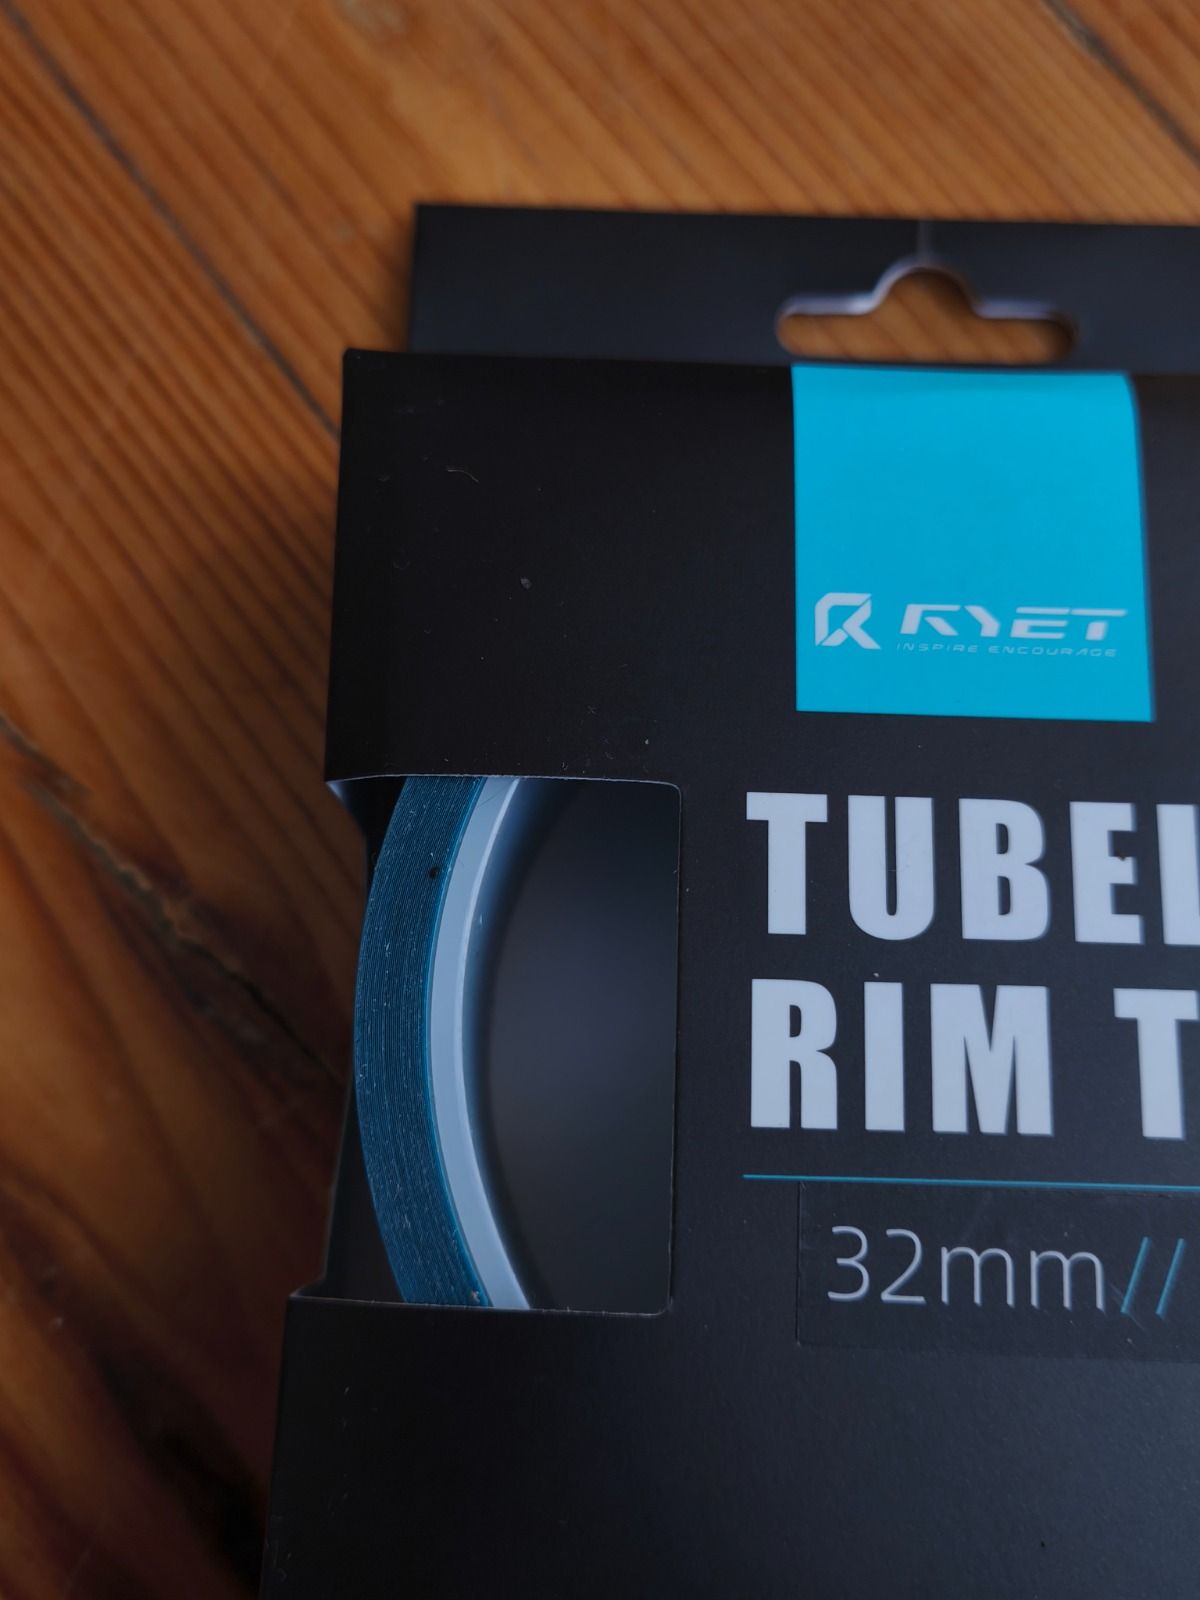 RYET
INSPIRE ENCOURAGE
TUBEL
RIM T
32mm//